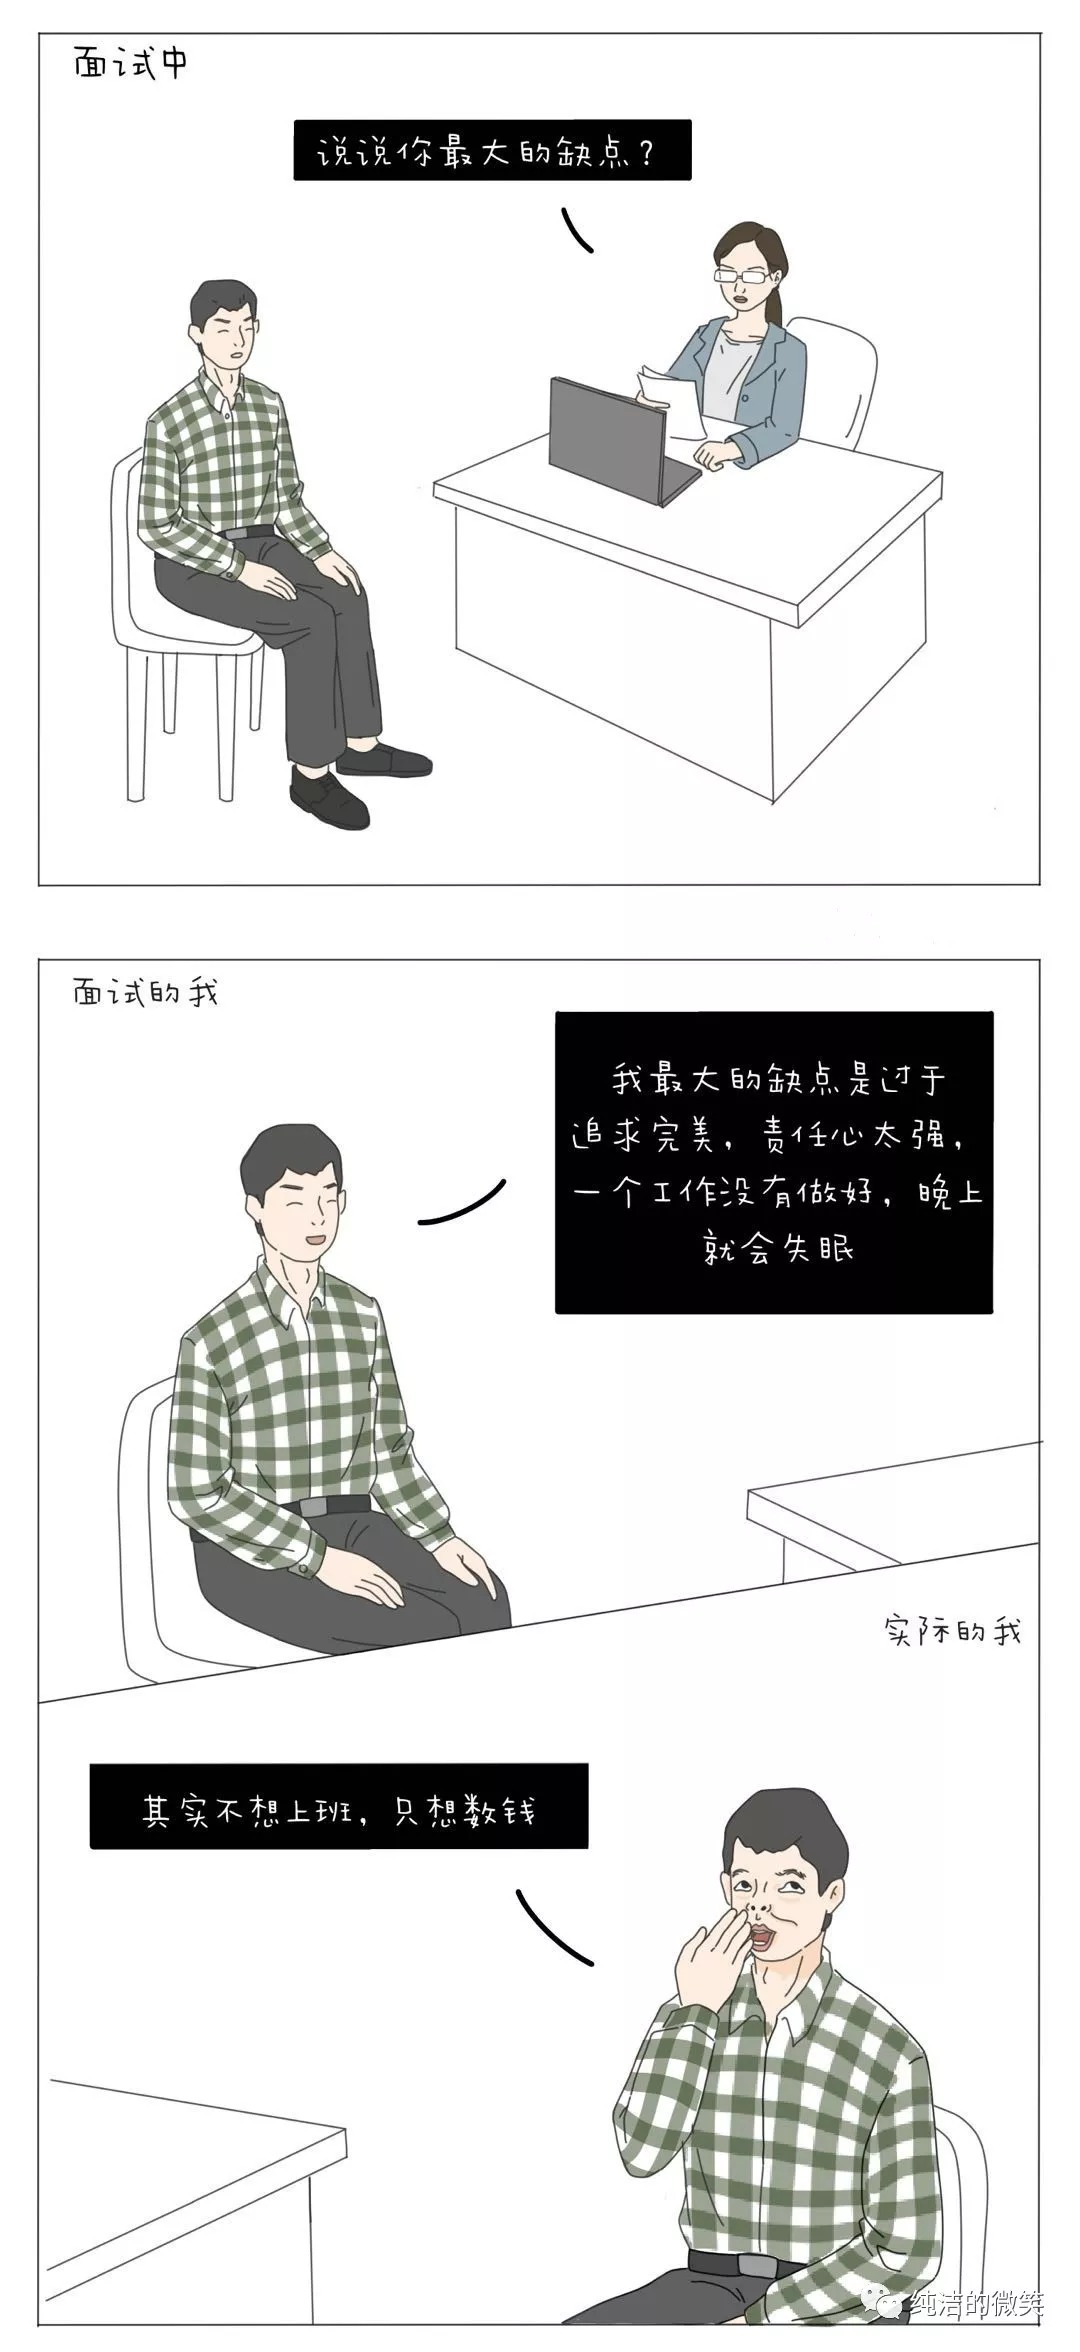 面试中
说说你最大的缺点？
面试的我
我最大的缺点是过于
追求完美，责任心太强，
一个工作没有做好，晚上
就会失眠
实际的我
其实不想上班，只想数钱
纯洁的微笑